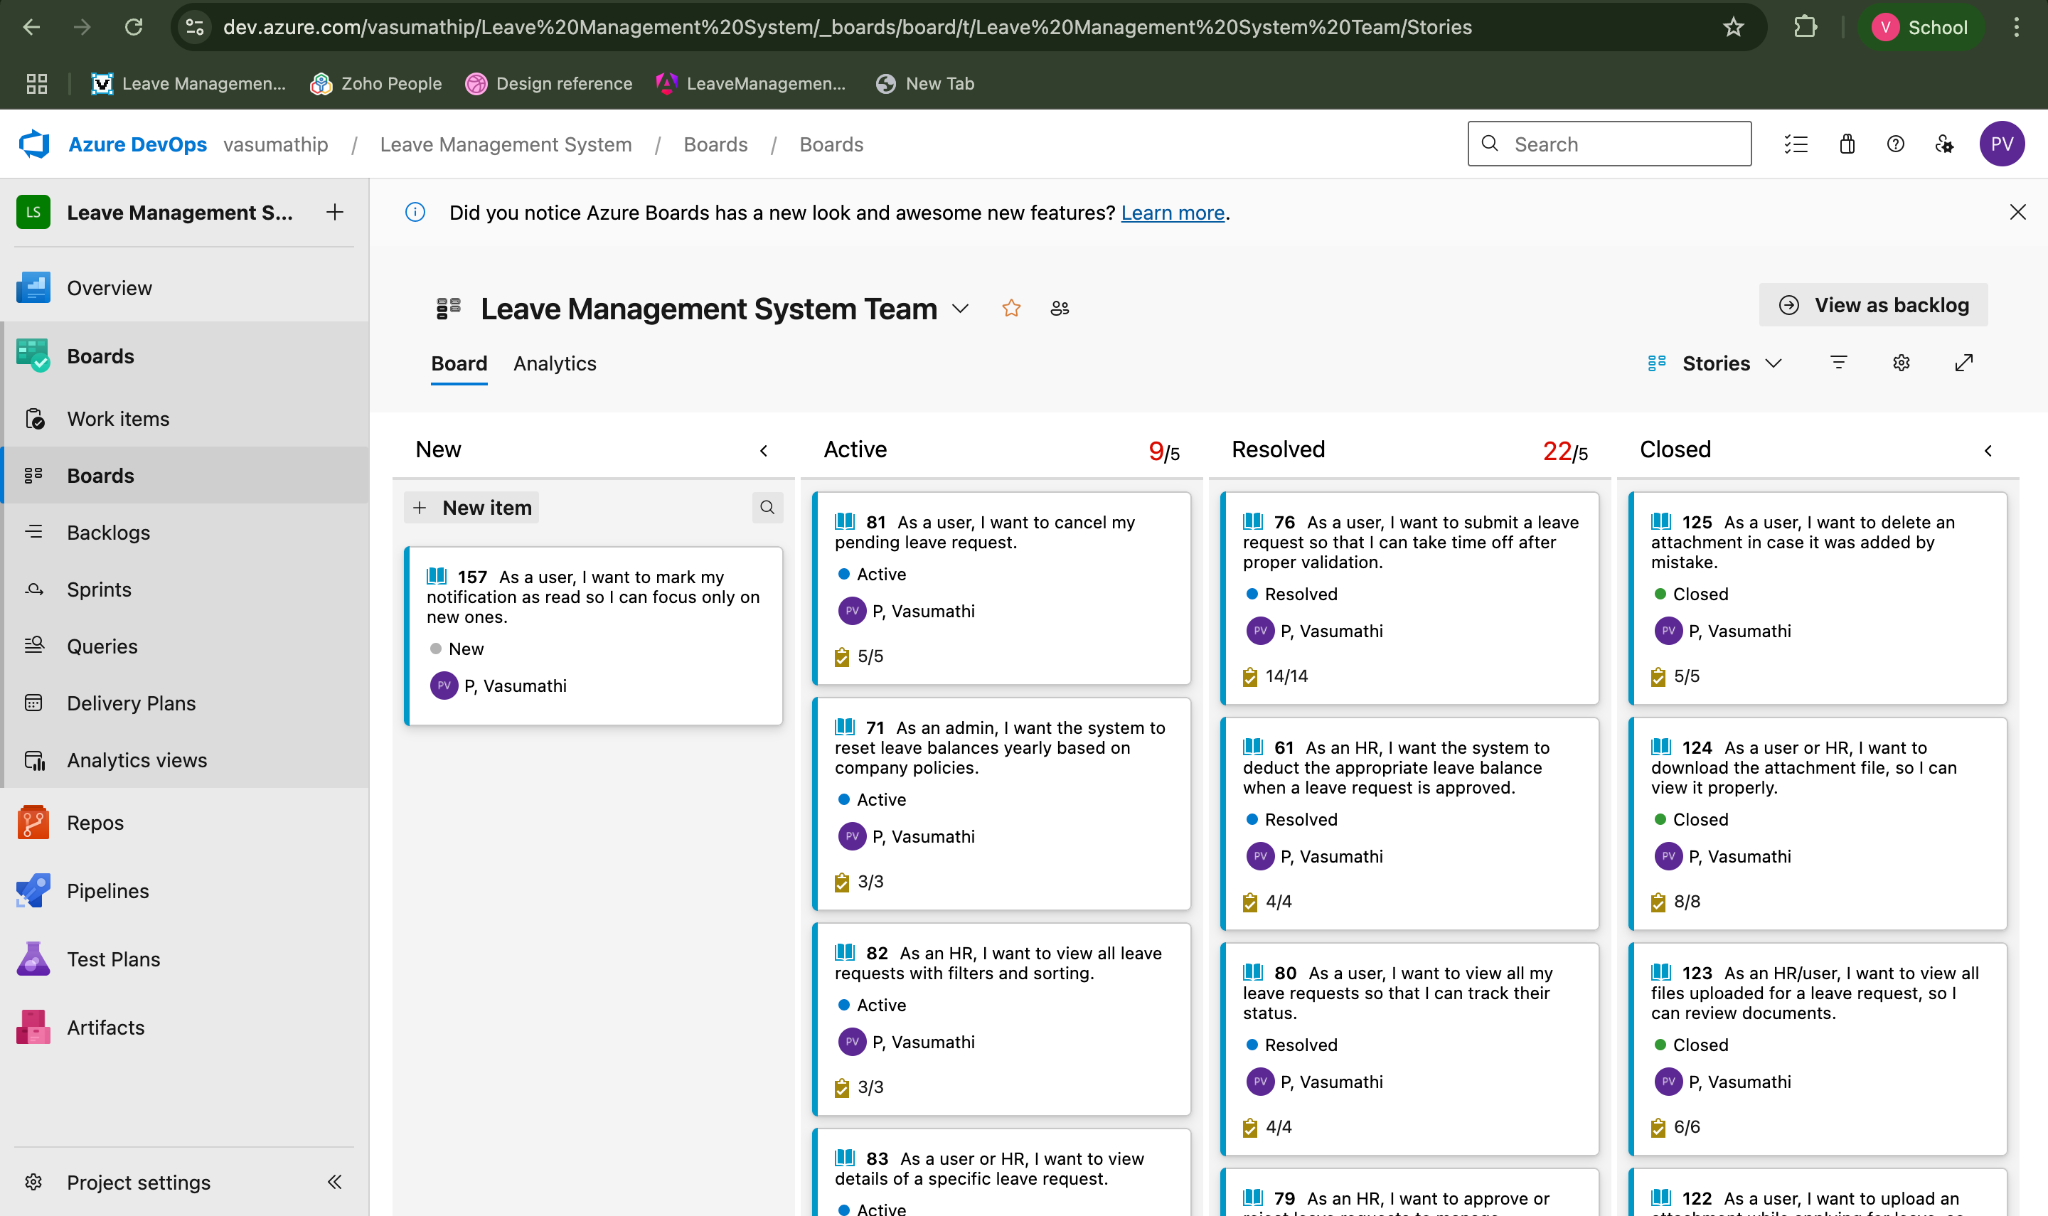 dev.azure.com/vasumathip/Leave%20Management%20System/_boards/board/t/Leave%20Management%20System%20Team/Stories
V School
Leave Managemen...
Zoho People
Design reference
LeaveManagemen...
New Tab
Azure DevOps vasumathip / Leave Management System / Boards / Boards
Search
PV
LS Leave Management S...
Overview
Boards
Work items
Boards
Backlogs
Sprints
Queries
Delivery Plans
Analytics views
Repos
Pipelines
Test Plans
Artifacts
Project settings
Did you notice Azure Boards has a new look and awesome new features? Learn more.
Leave Management System Team
View as backlog
Board Analytics
Stories
New
New item
157 As a user, I want to mark my
notification as read so I can focus only on
new ones.
New
PV P, Vasumathi
Active 9/5
81 As a user, I want to cancel my
pending leave request.
Active
PV P, Vasumathi
5/5
71 As an admin, I want the system to
reset leave balances yearly based on
company policies.
Active
PV P, Vasumathi
3/3
82 As an HR, I want to view all leave
requests with filters and sorting.
Active
PV P, Vasumathi
3/3
83 As a user or HR, I want to view
details of a specific leave request.
Active
Resolved 22/5
76 As a user, I want to submit a leave
request so that I can take time off after
proper validation.
Resolved
PV P, Vasumathi
14/14
61 As an HR, I want the system to
deduct the appropriate leave balance
when a leave request is approved.
Resolved
PV P, Vasumathi
4/4
80 As a user, I want to view all my
leave requests so that I can track their
status.
Resolved
PV P, Vasumathi
4/4
79 As an HR, I want to approve or
Closed
125 As a user, I want to delete an
attachment in case it was added by
mistake.
Closed
PV P, Vasumathi
5/5
124 As a user or HR, I want to
download the attachment file, so I can
view it properly.
Closed
PV P, Vasumathi
8/8
123 As an HR/user, I want to view all
files uploaded for a leave request, so I
can review documents.
Closed
PV P, Vasumathi
6/6
122 As a user, I want to upload an